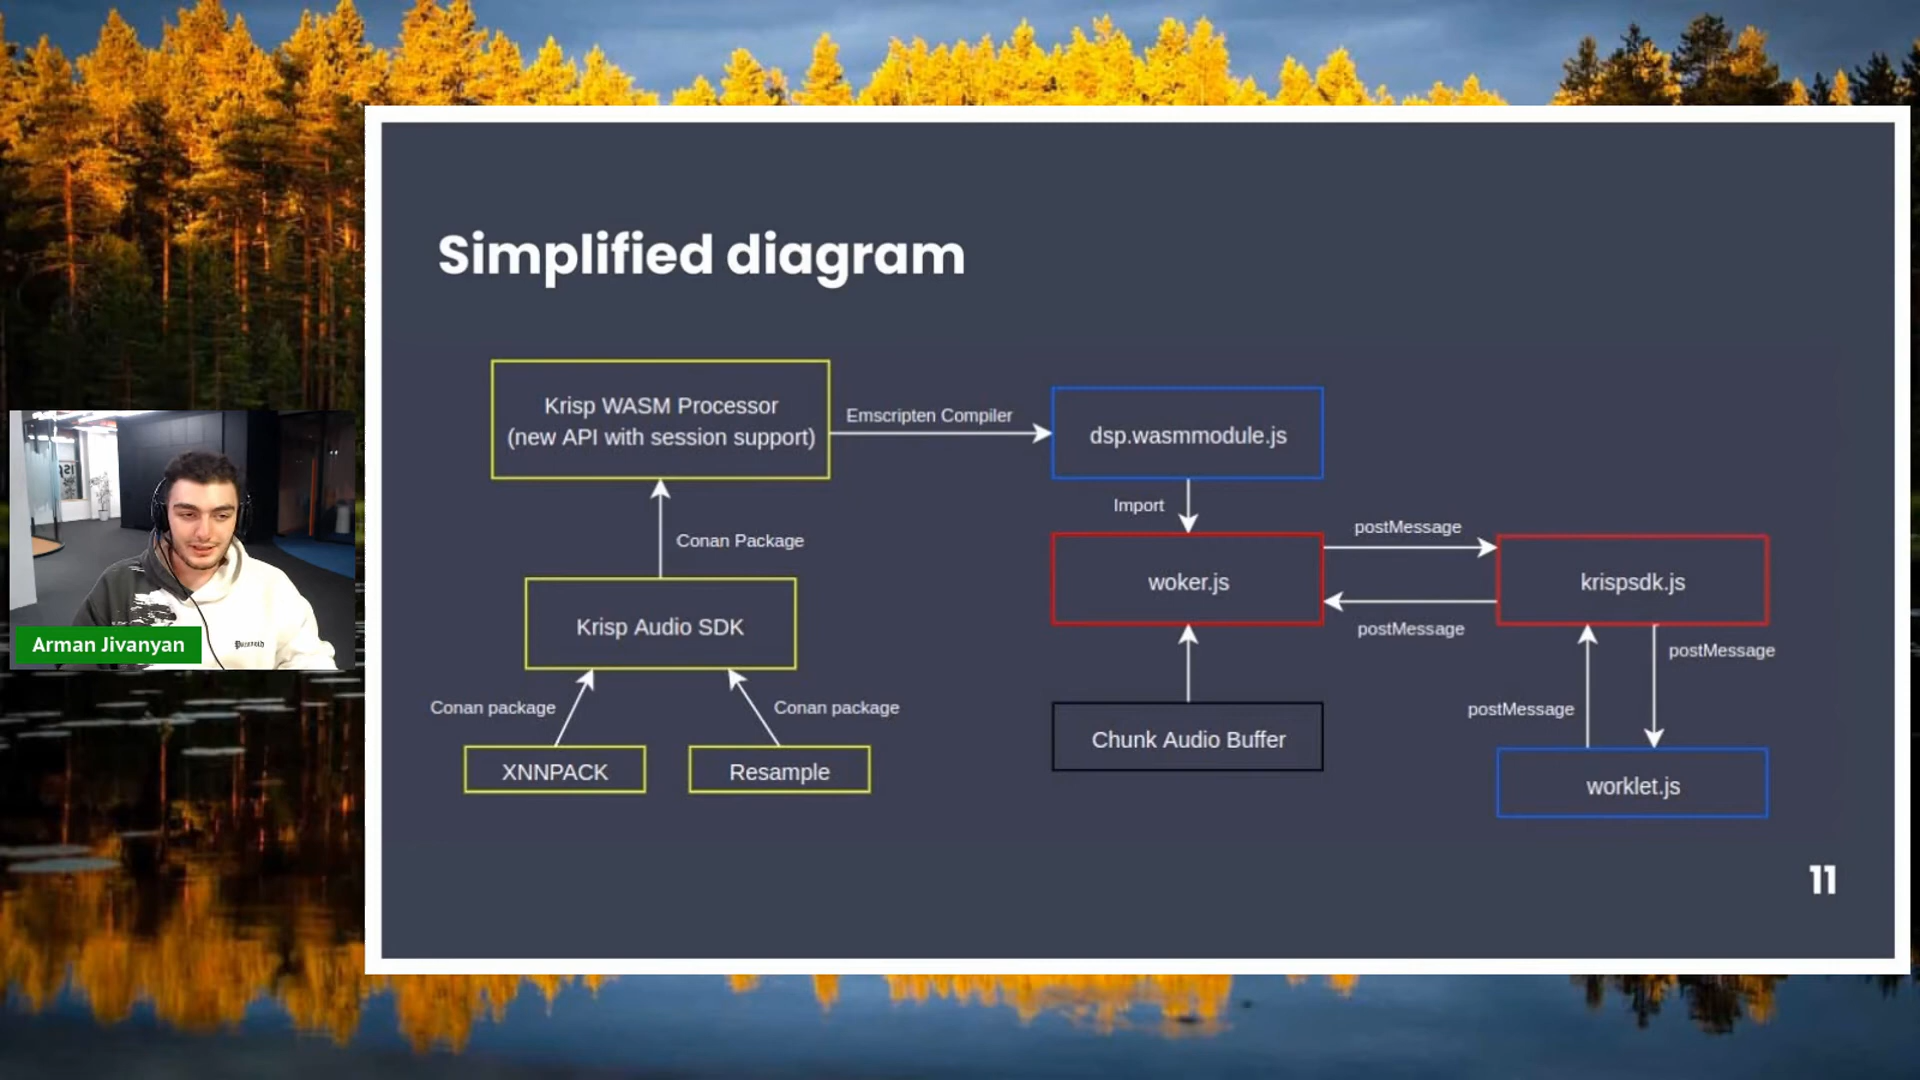 Simplified diagram
Krisp WASM Processor
(new API with session support)
Emscripten Compiler
dsp.wasmmodule.js
Import
Conan Package
woker.js
postMessage
postMessage
krispsdk.js
Krisp Audio SDK
postMessage
postMessage
Conan package
Conan package
XNNPACK
Resample
Chunk Audio Buffer
worklet.js
11
Arman Jivanyan